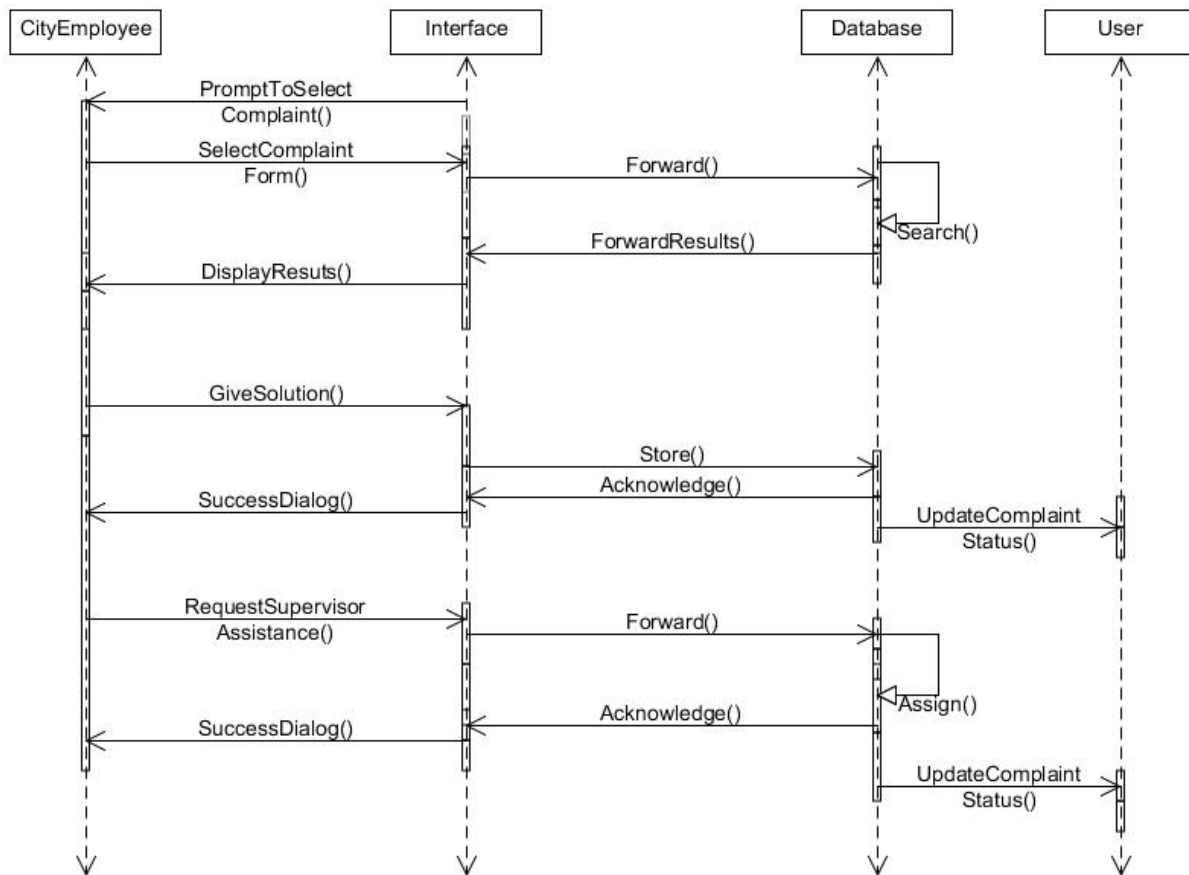 CityEmployee
Interface
Database
User
PromptToSelect
Complaint()
SelectComplaint
Form()
Forward()
Search()
ForwardResults()
DisplayResuts()
GiveSolution()
Store()
Acknowledge()
SuccessDialog()
UpdateComplaint
Status()
RequestSupervisor
Assistance()
Forward()
Assign()
Acknowledge()
SuccessDialog()
UpdateComplaint
Status()